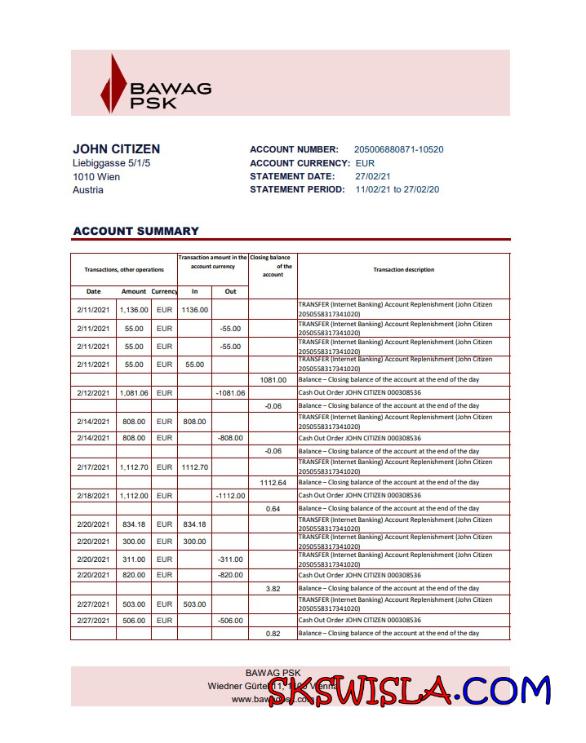 BAWAG
PSK
JOHN CITIZEN
Liebiggasse 5/1/5
1010 Wien
Austria
ACCOUNT NUMBER: 205006880871-10520
ACCOUNT CURRENCY: EUR
STATEMENT DATE: 27/02/21
STATEMENT PERIOD: 11/02/21 to 27/02/20
ACCOUNT SUMMARY
Transactions, other operations
Transaction amount in the
account currency
Closing balance
of the
account
Transaction description
Date Amount Currency In Out
2/11/2021 1,136.00 EUR 1136.00 TRANSFER (Internet Banking) Account Replenishment (John Citizen
2050558317341020)
2/11/2021 55.00 EUR -55.00 TRANSFER (Internet Banking) Account Replenishment (John Citizen
2050558317341020)
2/11/2021 55.00 EUR -55.00 TRANSFER (Internet Banking) Account Replenishment (John Citizen
2050558317341020)
2/11/2021 55.00 EUR 55.00 TRANSFER (Internet Banking) Account Replenishment (John Citizen
2050558317341020)
1081.00 Balance – Closing balance of the account at the end of the day
2/12/2021 1,081.06 EUR -1081.06 Cash Out Order JOHN CITIZEN 000308536
-0.06 Balance – Closing balance of the account at the end of the day
2/14/2021 808.00 EUR 808.00 TRANSFER (Internet Banking) Account Replenishment (John Citizen
2050558317341020)
2/14/2021 808.00 EUR -808.00 Cash Out Order JOHN CITIZEN 000308536
-0.06 Balance – Closing balance of the account at the end of the day
2/17/2021 1,112.70 EUR 1112.70 TRANSFER (Internet Banking) Account Replenishment (John Citizen
2050558317341020)
1112.64 Balance – Closing balance of the account at the end of the day
2/18/2021 1,112.00 EUR -1112.00 Cash Out Order JOHN CITIZEN 000308536
0.64 Balance – Closing balance of the account at the end of the day
2/20/2021 834.18 EUR 834.18 TRANSFER (Internet Banking) Account Replenishment (John Citizen
2050558317341020)
2/20/2021 300.00 EUR 300.00 TRANSFER (Internet Banking) Account Replenishment (John Citizen
2050558317341020)
2/20/2021 311.00 EUR -311.00 TRANSFER (Internet Banking) Account Replenishment (John Citizen
2050558317341020)
2/20/2021 820.00 EUR -820.00 Cash Out Order JOHN CITIZEN 000308536
3.82 Balance – Closing balance of the account at the end of the day
2/27/2021 503.00 EUR 503.00 TRANSFER (Internet Banking) Account Replenishment (John Citizen
2050558317341020)
2/27/2021 506.00 EUR -506.00 Cash Out Order JOHN CITIZEN 000308536
0.82 Balance – Closing balance of the account at the end of the day
BAWAG PSK
Wiedner Gürtel
SKSWISLA.COM